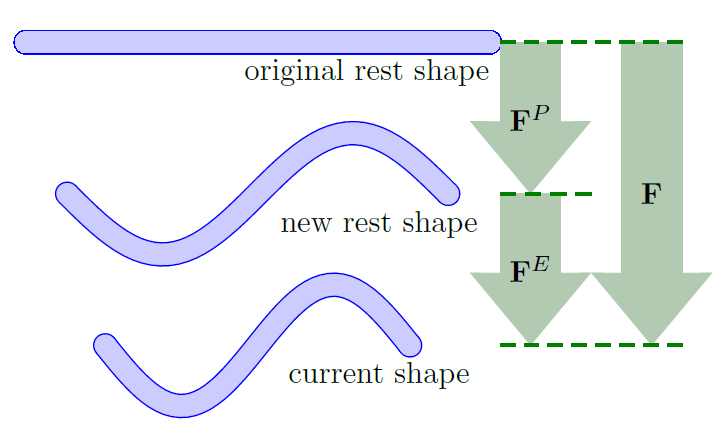 original rest shape
F^P
F
new rest shape
F^E
current shape